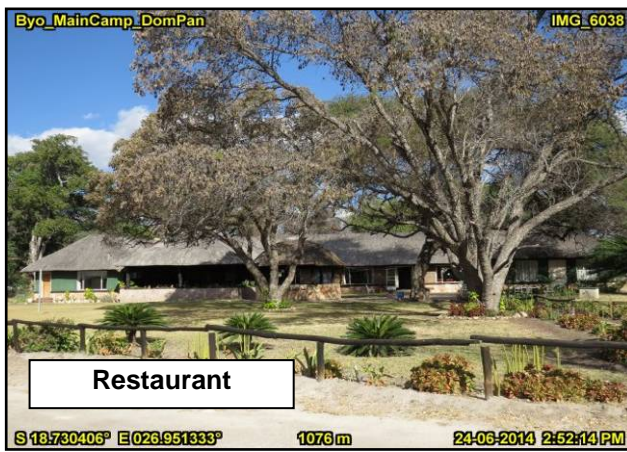 Byo_MainCamp_DomPan IMG_6038
Restaurant
S 18.730406° E 026.951333° 1076 m 24-06-2014 2:52:14 PM